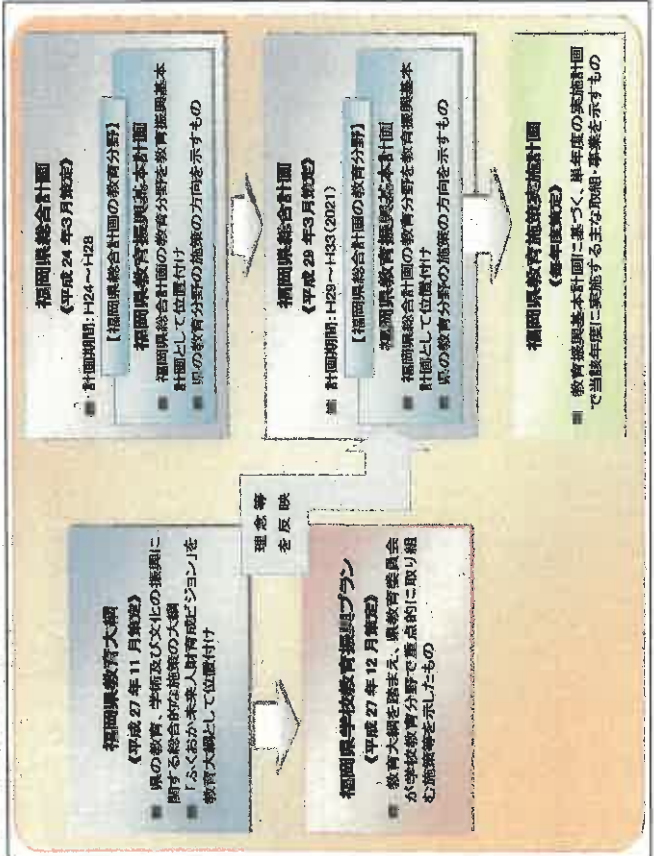 福岡県教育大綱
《平成27年11月策定》
■ 県の教育、学術及び文化の振興に
関する総合的な施策の大綱
■ 「ふくおか未来人財育成ビジョン」を
教育大綱として位置付け
福岡県学校教育振興プラン
《平成27年12月策定》
■ 教育大綱を踏まえ、県教育委員会
が学校教育分野で重点的に取り組
む施策等を示したもの
理念等
を反映
福岡県総合計画
《平成24年3月策定》
■ 計画期間:H24～H28
【福岡県総合計画の教育分野】
福岡県教育振興基本計画
■ 福岡県総合計画の教育分野を教育振興基本
計画として位置付け
■ 県の教育分野の施策の方向を示すもの
福岡県総合計画
《平成29年3月策定》
■ 計画期間:H29～H33(2021)
【福岡県総合計画の教育分野】
福岡県教育振興基本計画
■ 福岡県総合計画の教育分野を教育振興基本
計画として位置付け
■ 県の教育分野の施策の方向を示すもの
福岡県教育施策実施計画
《毎年度策定》
■ 教育振興基本計画に基づく、単年度の実施計画
で当該年度に実施する主な取組・事業を示すもの